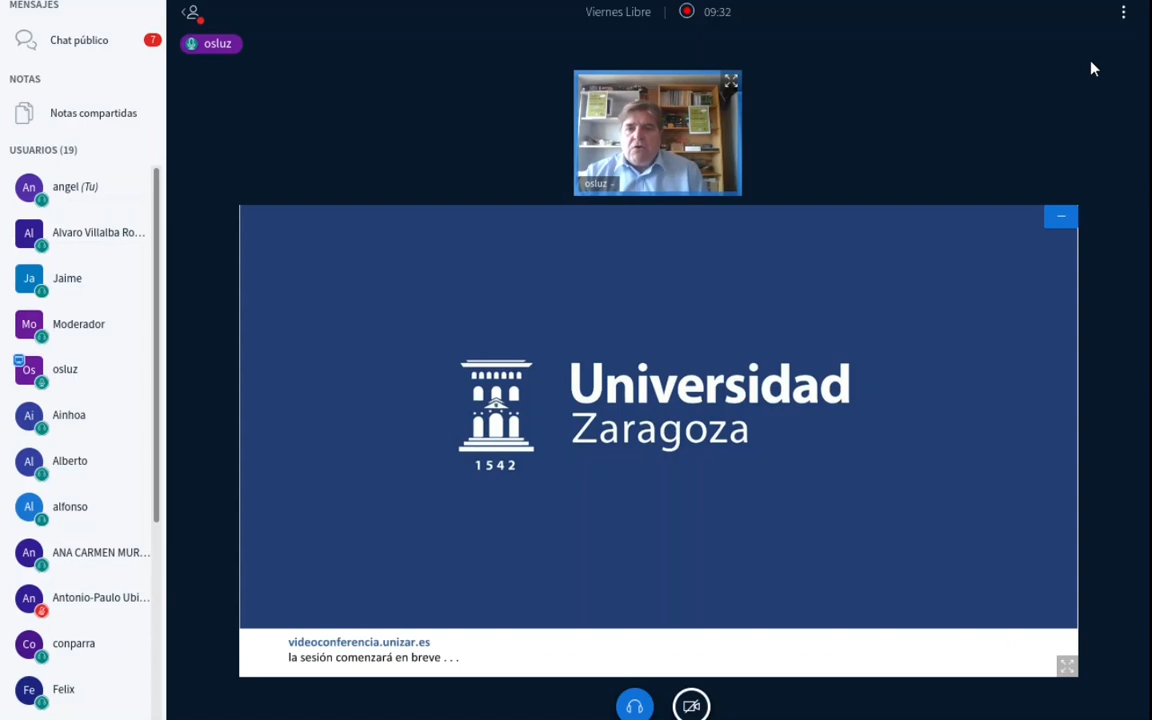 MENSAJES
Chat público
7
NOTAS
Notas compartidas
USUARIOS (19)
An
angel (Tu)
Al
Alvaro Villalba Ro...
Ja
Jaime
Mo
Moderador
Os
osluz
Ai
Ainhoa
Al
Alberto
Al
alfonso
An
ANA CARMEN MUR...
An
Antonio-Paulo Ubi...
Co
conparra
Fe
Felix
Viernes Libre
09:32
osluz
osluz
Universidad
Zaragoza
1542
videoconferencia.unizar.es
la sesión comenzará en breve . . .